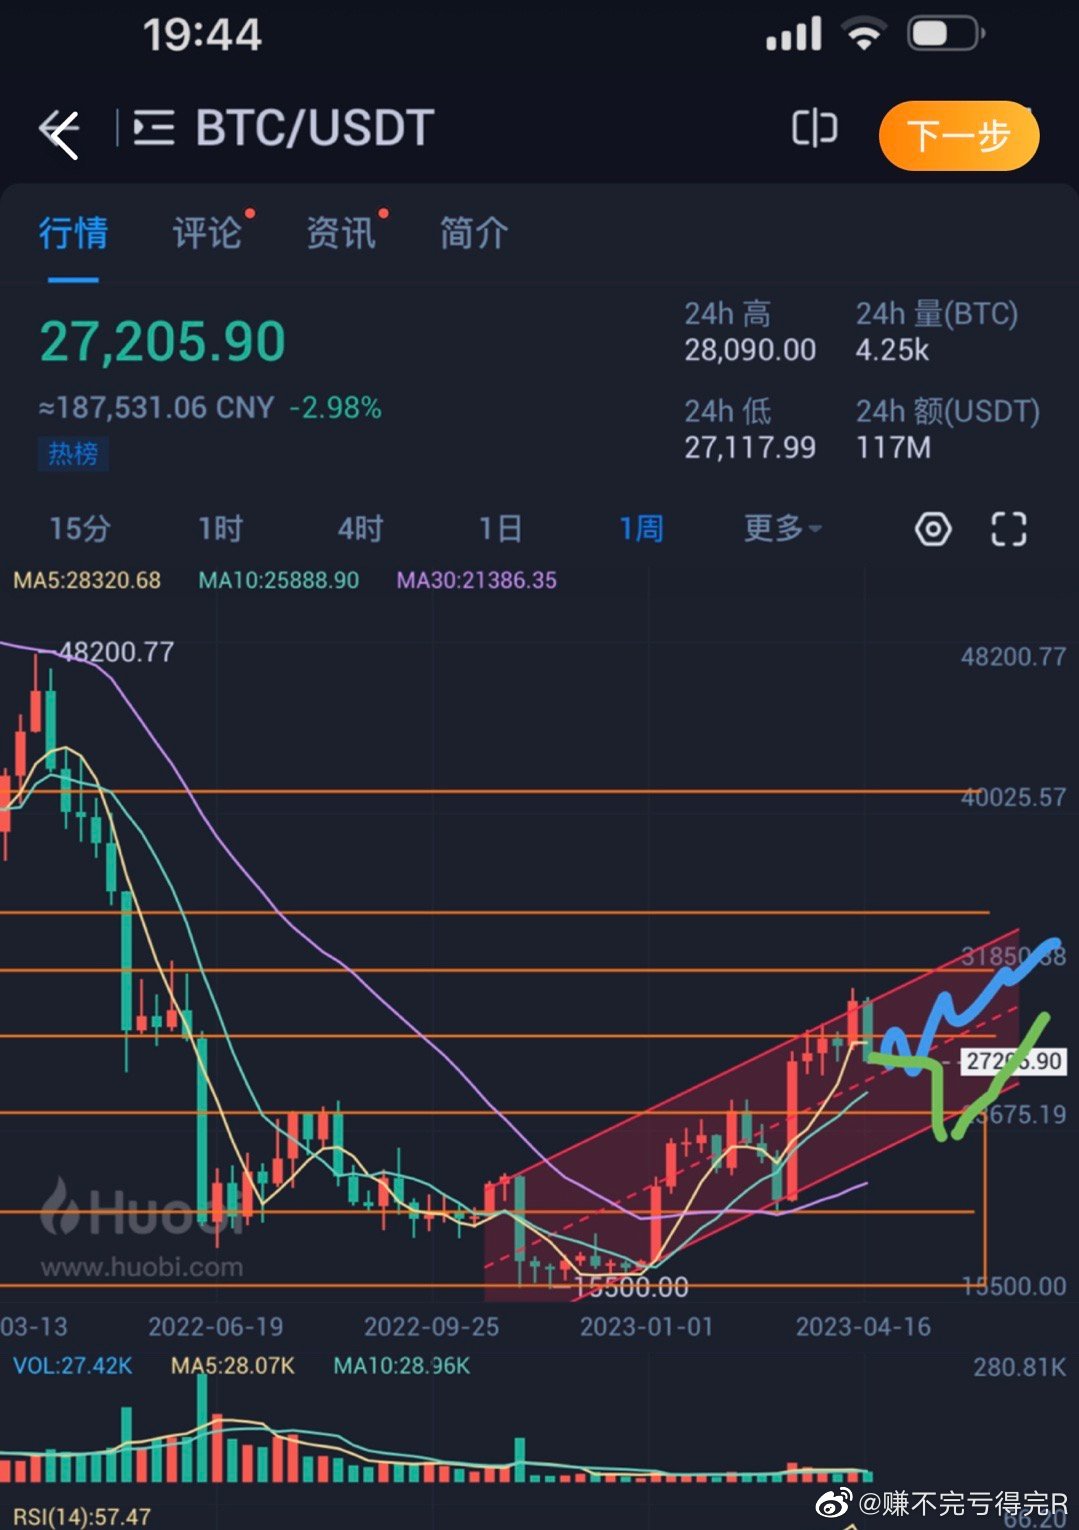 19:44
BTC/USDT
下一步
行情 评论 资讯 简介
27,205.90
≈187,531.06 CNY -2.98%
热榜
24h 高 24h 量(BTC)
28,090.00 4.25k
24h 低 24h 额(USDT)
27,117.99 117M
15分 1时 4时 1日 1周 更多
MA5:28320.68 MA10:25888.90 MA30:21386.35
48200.77 48200.77
40025.57
31850.38
27205.90
23675.19
Huobi
www.huobi.com
15500.00 15500.00
03-13 2022-06-19 2022-09-25 2023-01-01 2023-04-16
VOL:27.42K MA5:28.07K MA10:28.96K 280.81K
RSI(14):57.47
@赚不完亏得完R
66.20